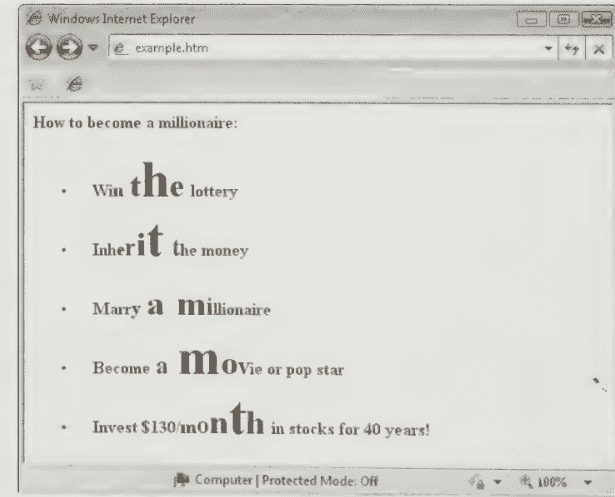 Windows Internet Explorer
example.htm
How to become a millionaire:
• Win the lottery
• Inherit the money
• Marry a millionaire
• Become a moVie or pop star
• Invest $130/month in stocks for 40 years!
Computer | Protected Mode: Off
100%